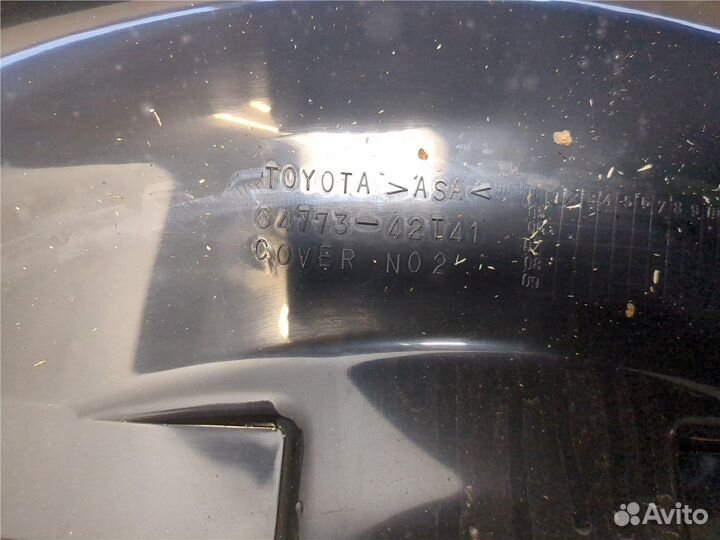 TOYOTA >ASA<
64773-42141
COVER NO2
Avito